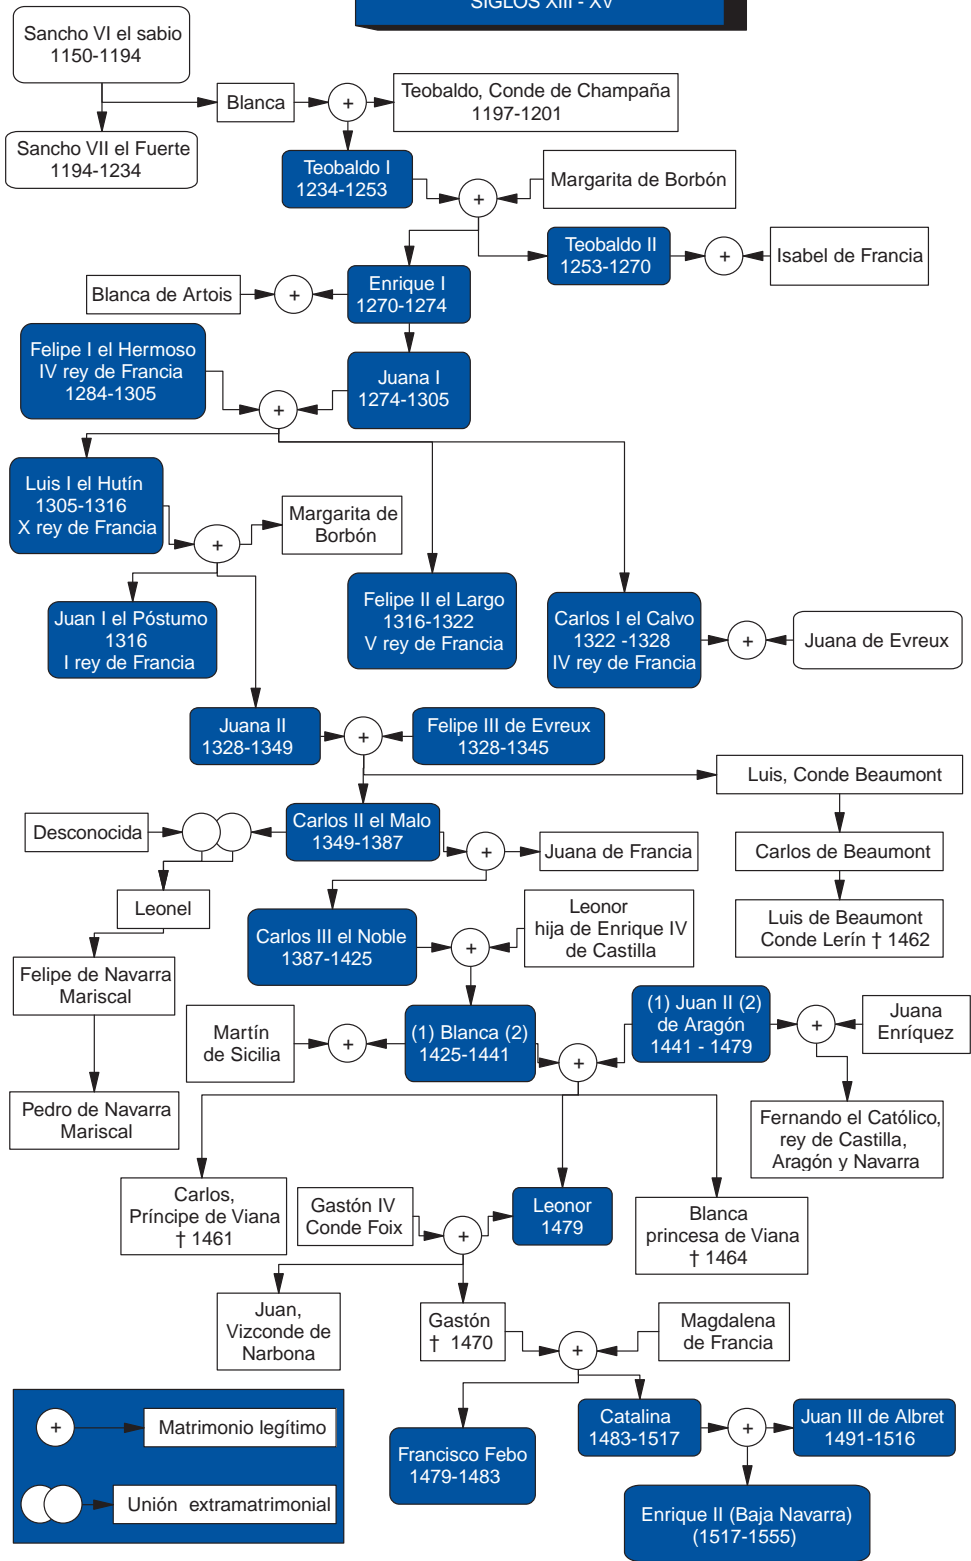 SIGLOS XIII - XV
Sancho VI el sabio
1150-1194
Blanca
+
Teobaldo, Conde de Champaña
1197-1201
Sancho VII el Fuerte
1194-1234
Teobaldo I
1234-1253
+
Margarita de Borbón
Teobaldo II
1253-1270
+
Isabel de Francia
Blanca de Artois
+
Enrique I
1270-1274
Felipe I el Hermoso
IV rey de Francia
1284-1305
Juana I
1274-1305
+
Luis I el Hutín
1305-1316
X rey de Francia
+
Margarita de
Borbón
Juan I el Póstumo
1316
I rey de Francia
Felipe II el Largo
1316-1322
V rey de Francia
Carlos I el Calvo
1322 -1328
IV rey de Francia
+
Juana de Evreux
Juana II
1328-1349
+
Felipe III de Evreux
1328-1345
Luis, Conde Beaumont
Desconocida
Carlos II el Malo
1349-1387
+
Juana de Francia
Carlos de Beaumont
Leonel
Carlos III el Noble
1387-1425
+
Leonor
hija de Enrique IV
de Castilla
Luis de Beaumont
Conde Lerín † 1462
Felipe de Navarra
Mariscal
Martín
de Sicilia
+
(1) Blanca (2)
1425-1441
+
(1) Juan II (2)
de Aragón
1441 - 1479
+
Juana
Enríquez
Pedro de Navarra
Mariscal
Fernando el Católico,
rey de Castilla,
Aragón y Navarra
Carlos,
Príncipe de Viana
† 1461
Gastón IV
Conde Foix
+
Leonor
1479
Blanca
princesa de Viana
† 1464
Juan,
Vizconde de
Narbona
Gastón
† 1470
+
Magdalena
de Francia
Francisco Febo
1479-1483
Catalina
1483-1517
+
Juan III de Albret
1491-1516
Enrique II (Baja Navarra)
(1517-1555)
+
Matrimonio legítimo
Unión extramatrimonial